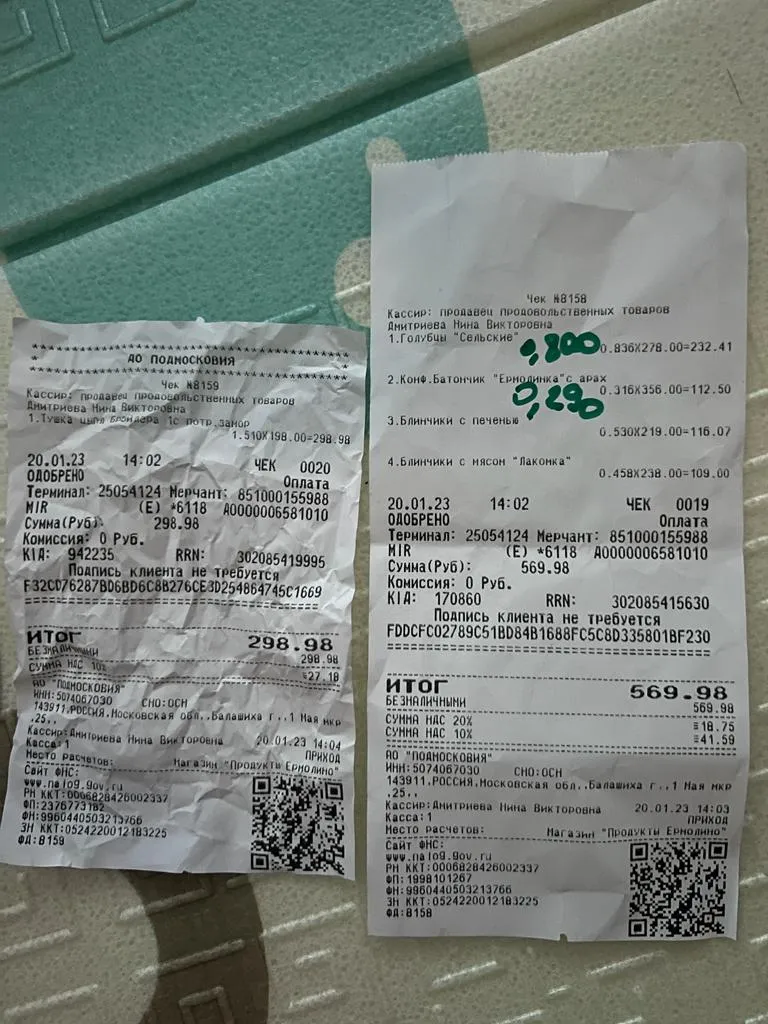 ********************************
* ДО ПОДМОСКОВИЯ *
********************************
Чек №8159
Кассир: продавец продовольственных товаров
Дмитриева Нина Викторовна
1.Тушка цыпл бройлера 1с потр.замор
1.510X198.00=298.98
20.01.23 14:02 ЧЕК 0020
ОДОБРЕНО Оплата
Терминал: 25054124 Мерчант: 851000155988
MIR (E) *6118 A0000006581010
Сумма(Руб): 298.98
Комиссия: 0 Руб.
КIА: 942235 RRN: 302085419995
Подпись клиента не требуется
F32CD76287BD6BD6C8B276CE3D254864745C1669
========================================
ИТОГ 298.98
БЕЗНАЛИЧНЫМИ 298.98
СУММА НДС 10% =27.18
АО "ПОДМОСКОВИЯ"
ИНН:5074067030 СНО:ОСН
143911,РОССИЯ,Московская обл.,Балашиха г.,1 Мая мкр
.25,.
Кассир:Дмитриева Нина Викторовна 20.01.23 14:04
Касса:1 ПРИХОД
Место расчетов: Магазин "Продукты Ермолино"
Сайт ФНС:
www.nalog.gov.ru
РН ККТ:0006828426002337
ФП:2376773182
ФН:9960440503213766
ЗН ККТ:0524220012183225
ФД:8159
Чек №8158
Кассир: продавец продовольственных товаров
Дмитриева Нина Викторовна
1.Голубцы "Сельские"
0,800 0.836X278.00=232.41
2.Конф.Батончик "Ермолинка"с арах
0,290 0.316X356.00=112.50
3.Блинчики с печенью
0.530X219.00=116.07
4.Блинчики с мясом "Лакомка"
0.458X238.00=109.00
20.01.23 14:02 ЧЕК 0019
ОДОБРЕНО Оплата
Терминал: 25054124 Мерчант: 851000155988
MIR (E) *6118 A0000006581010
Сумма(Руб): 569.98
Комиссия: 0 Руб.
КIА: 170860 RRN: 302085415630
Подпись клиента не требуется
FDDCFC02789C51BD84B1688FC5C8D335801BF230
========================================
ИТОГ 569.98
БЕЗНАЛИЧНЫМИ 569.98
СУММА НДС 20% =18.75
СУММА НДС 10% =41.59
АО "ПОДМОСКОВИЯ"
ИНН:5074067030 СНО:ОСН
143911,РОССИЯ,Московская обл.,Балашиха г.,1 Мая мкр
.25,.
Кассир:Дмитриева Нина Викторовна 20.01.23 14:03
Касса:1 ПРИХОД
Место расчетов: Магазин "Продукты Ермолино"
Сайт ФНС:
www.nalog.gov.ru
РН ККТ:0006828426002337
ФП:1998101267
ФН:9960440503213766
ЗН ККТ:0524220012183225
ФД:8158